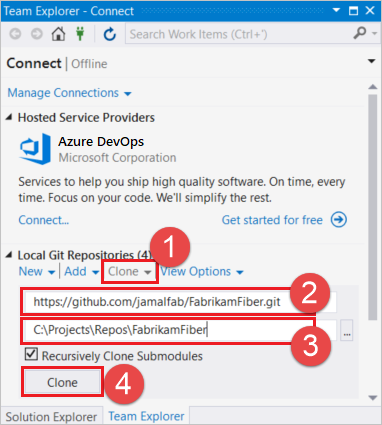 Team Explorer - Connect
Search Work Items (Ctrl+')
Connect | Offline
Manage Connections
Hosted Service Providers
Azure DevOps
Microsoft Corporation
Services to help you ship high quality software. On time, every
time. Focus on your code. We'll simplify the rest.
Connect... Get started for free
1
Local Git Repositories (4)
New Add Clone View Options
https://github.com/jamalfab/FabrikamFiber.git 2
C:\Projects\Repos\FabrikamFiber ...
3
Recursively Clone Submodules
Clone 4
Solution Explorer Team Explorer